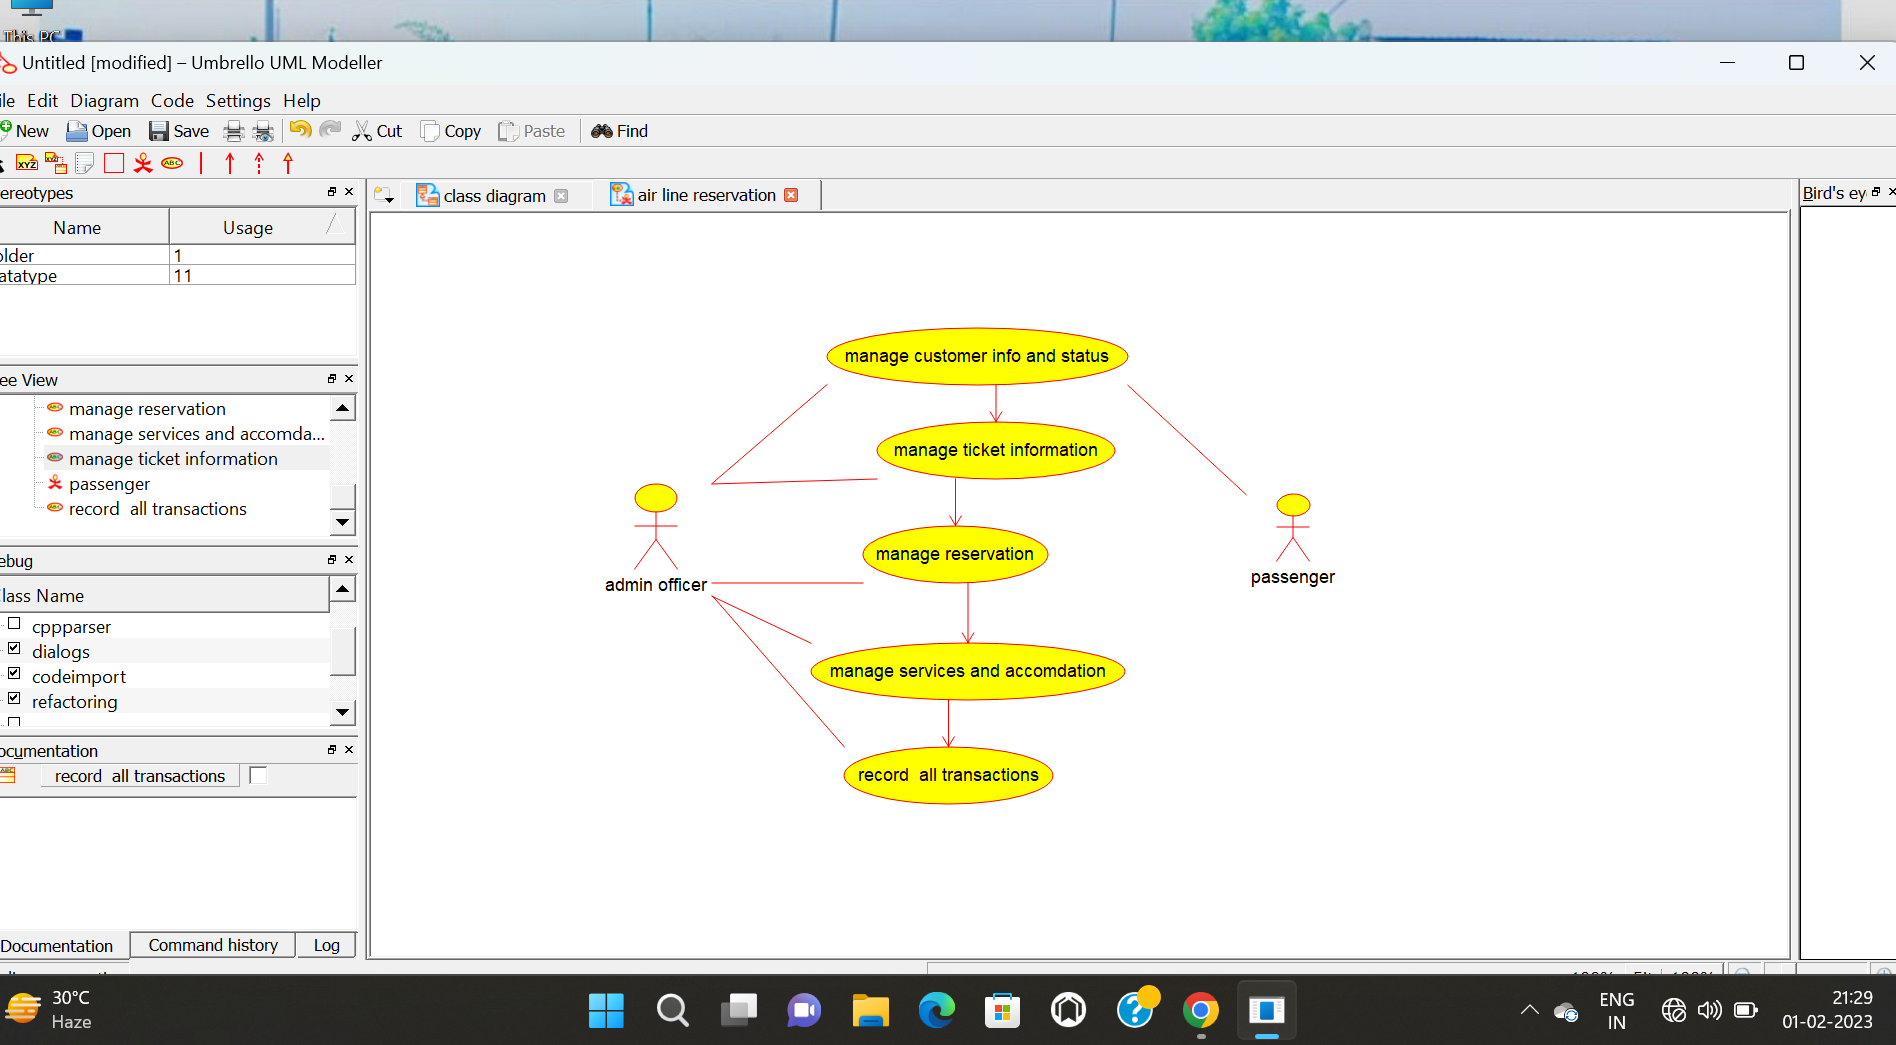 This PC
Untitled [modified] – Umbrello UML Modeller
ile Edit Diagram Code Settings Help
New Open Save Cut Copy Paste Find
XYZ XYZ ABC
ereotypes
class diagram
air line reservation
Bird's ey
Name Usage
older 1
atatype 11
ee View
manage reservation
manage services and accomda...
manage ticket information
passenger
record  all transactions
ebug
lass Name
cppparser
dialogs
codeimport
refactoring
ocumentation
record  all transactions
Documentation Command history Log
manage customer info and status
manage ticket information
manage reservation
manage services and accomdation
record  all transactions
admin officer
passenger
30°C
Haze
ENG
IN
21:29
01-02-2023